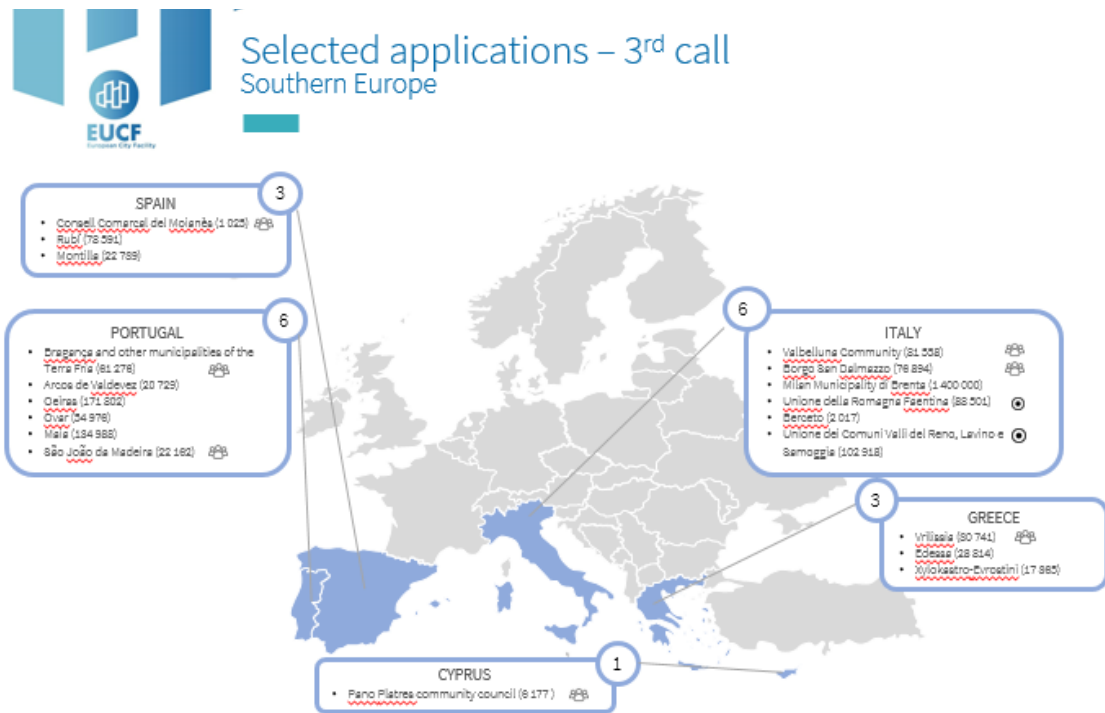 Selected applications – 3rd call
Southern Europe
EUCF
European City Facility
3
SPAIN
• Consell Comarcal del Moianès (1 025)
• Rubí (78 591)
• Montilla (22 789)
6
PORTUGAL
• Bragança and other municipalities of the
Terra Fria (61 276)
• Arcos de Valdevez (20 729)
• Oeiras (171 802)
• Ovar (54 976)
• Maia (134 988)
• São João da Madeira (22 162)
6
ITALY
• Valbelluna Community (81 558)
• Borgo San Dalmazzo (76 894)
• Milan Municipality di Brenta (1 400 000)
• Unione della Romagna Faentina (88 501)
• Berceto (2 017)
• Unione dei Comuni Valli del Reno, Lavino e
Samoggia (102 918)
3
GREECE
• Vrilissia (80 741)
• Edessa (28 814)
• Xylokastro-Evrostini (17 365)
1
CYPRUS
• Pano Platres community council (6 177 )